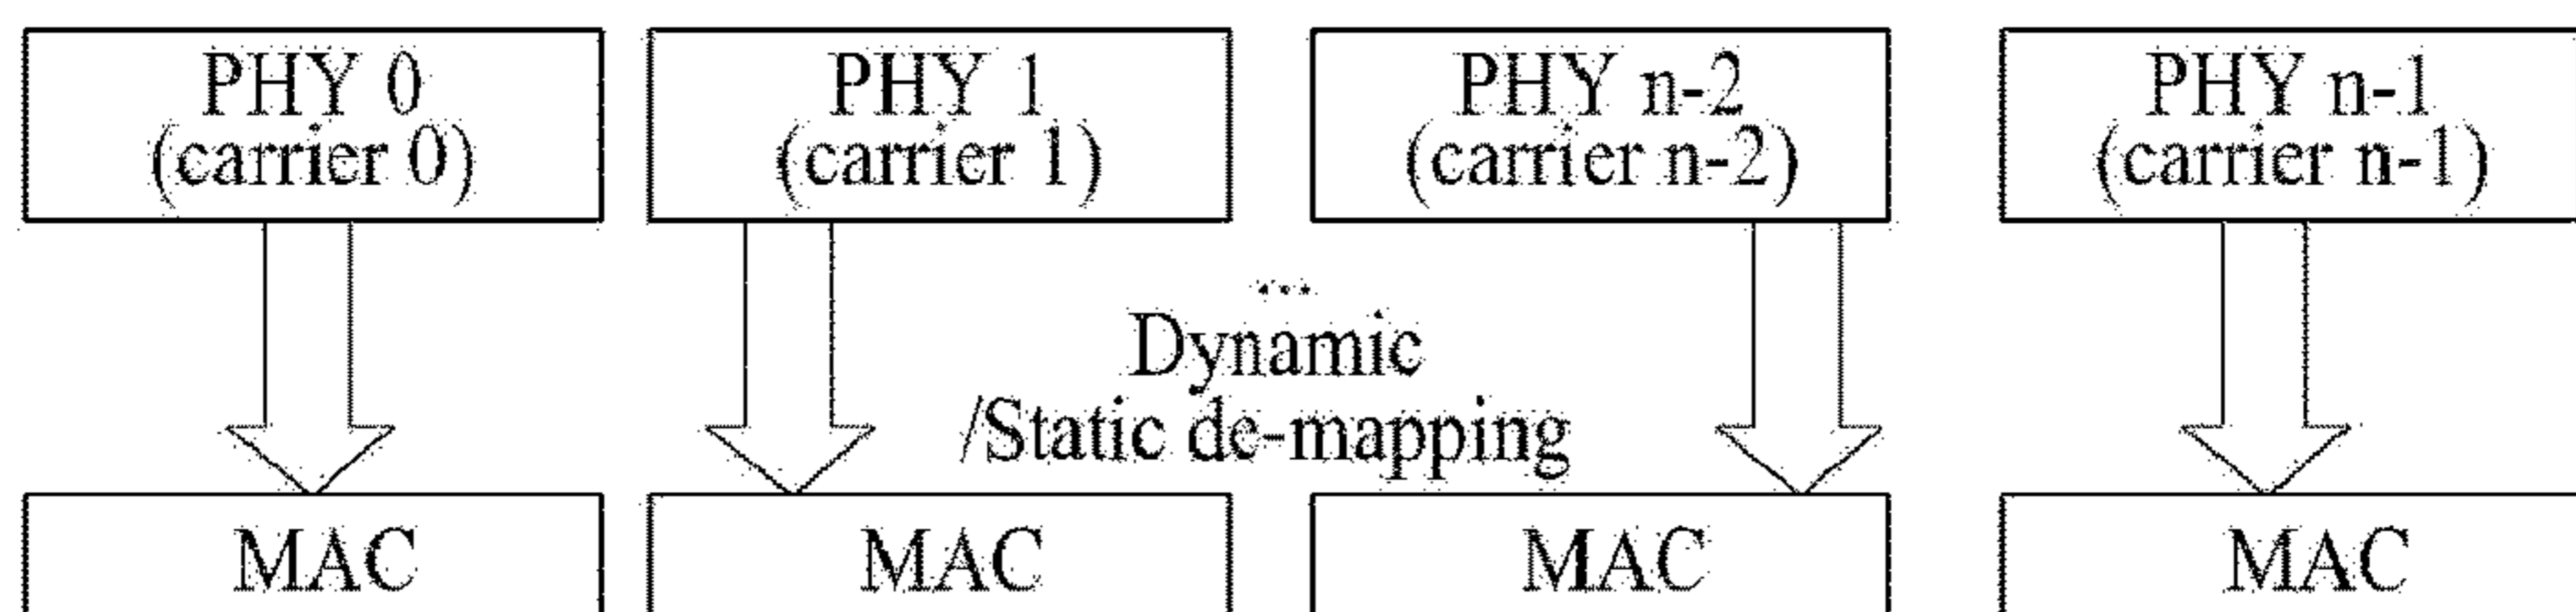 PHY 0
(carrier 0)
PHY 1
(carrier 1)
PHY n-2
(carrier n-2)
PHY n-1
(carrier n-1)
...
Dynamic
/Static de-mapping
MAC
MAC
MAC
MAC